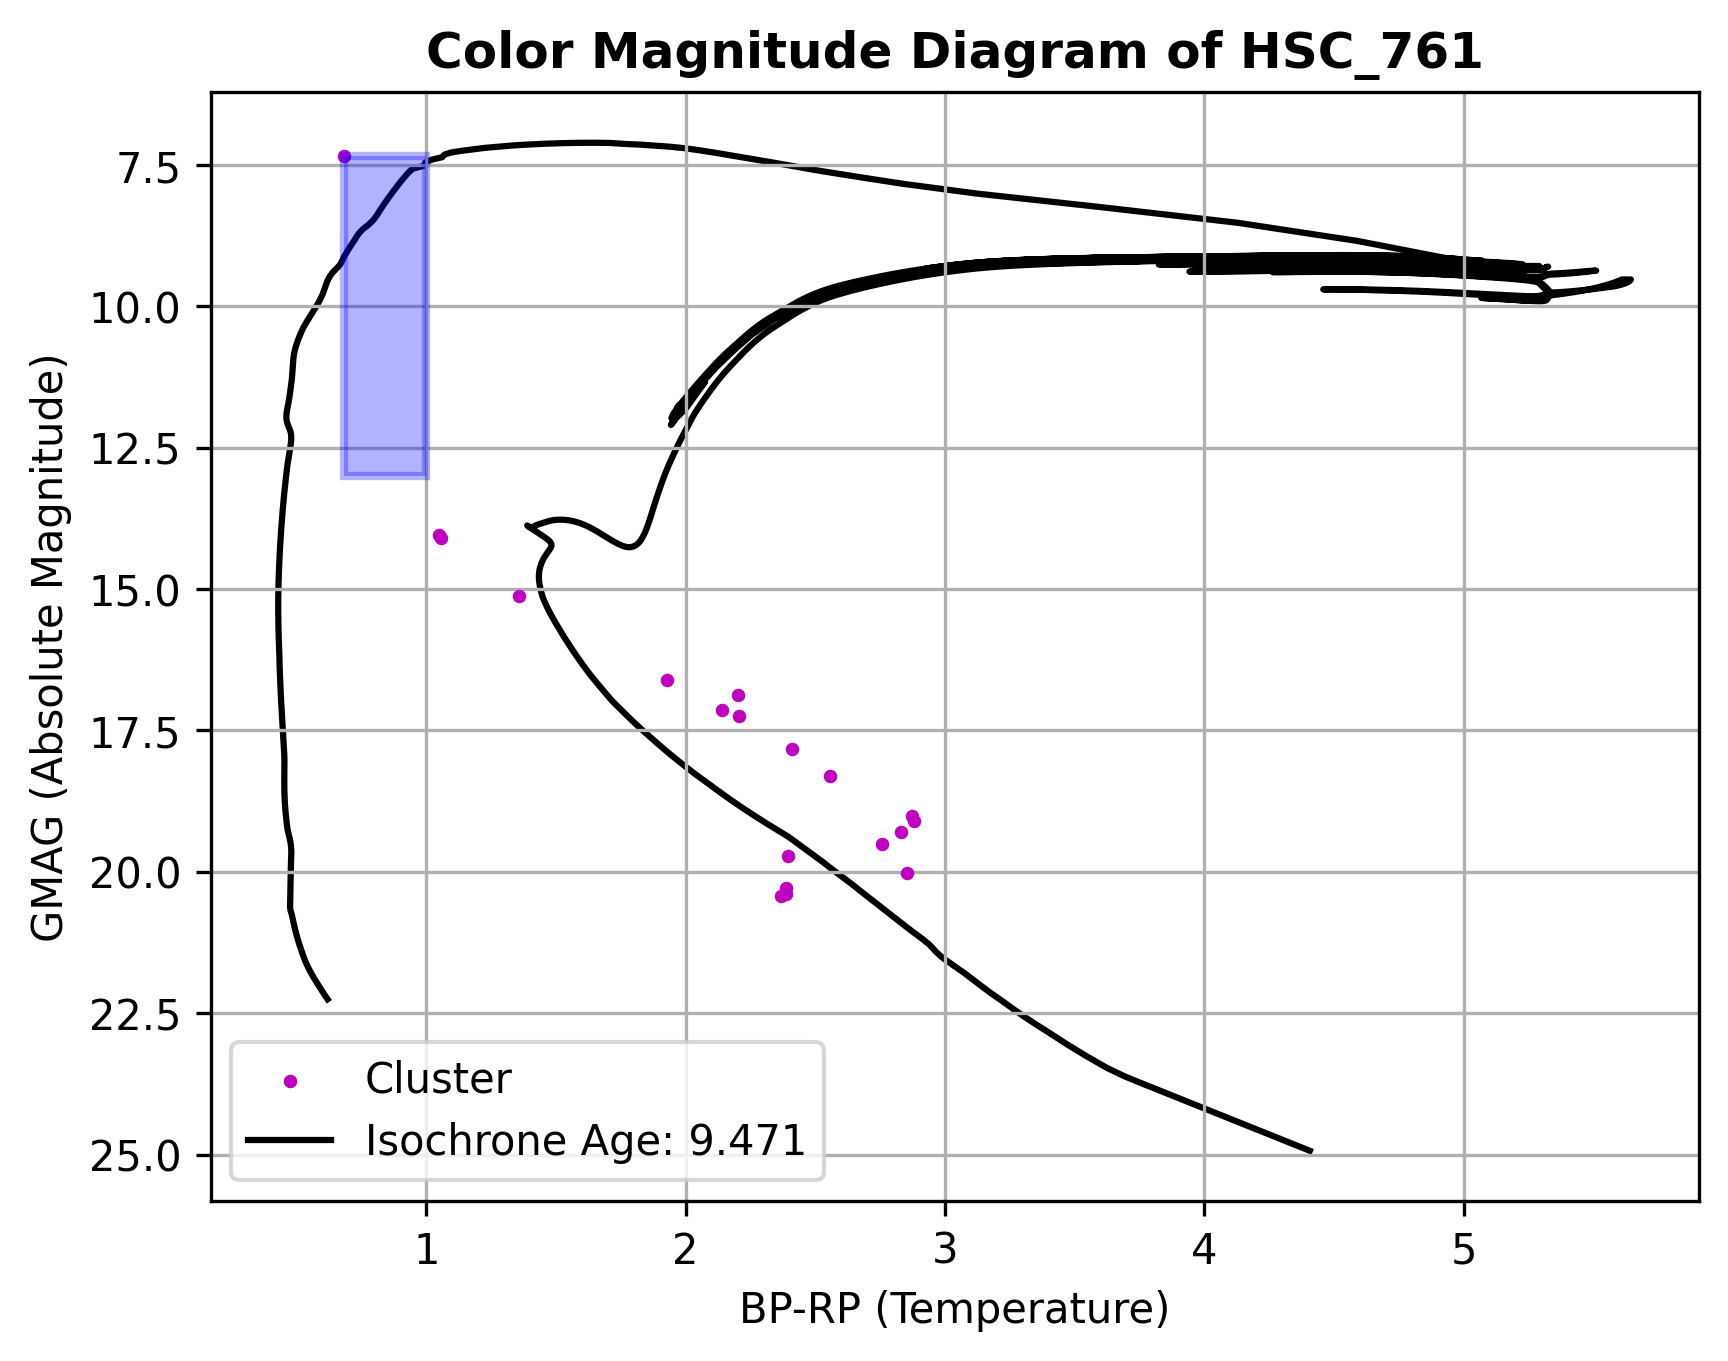 Color Magnitude Diagram of HSC_761
GMAG (Absolute Magnitude)
7.5
10.0
12.5
15.0
17.5
20.0
22.5
25.0
Cluster
Isochrone Age: 9.471
1 2 3 4 5
BP-RP (Temperature)